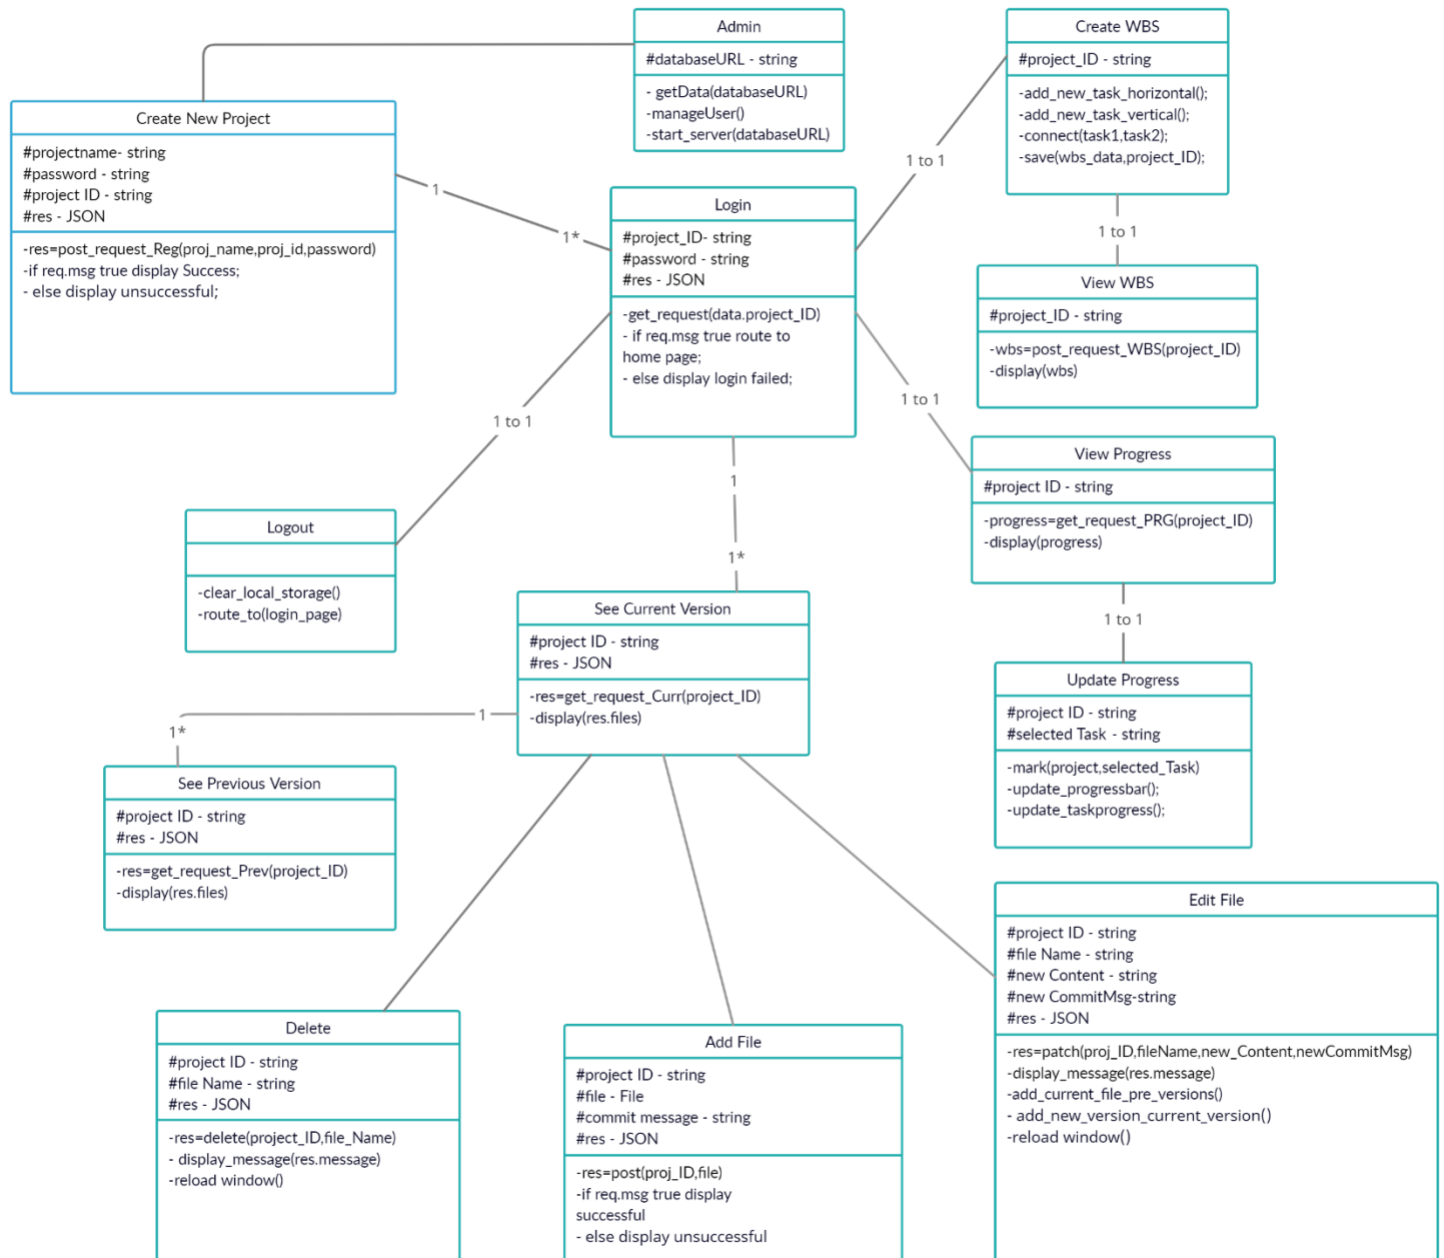 Admin
#databaseURL - string
- getData(databaseURL)
-manageUser()
-start_server(databaseURL)
Create WBS
#project_ID - string
-add_new_task_horizontal();
-add_new_task_vertical();
-connect(task1,task2);
-save(wbs_data,project_ID);
Create New Project
#projectname- string
#password - string
#project ID - string
#res - JSON
-res=post_request_Reg(proj_name,proj_id,password)
-if req.msg true display Success;
- else display unsuccessful;
1
1*
1 to 1
Login
#project_ID- string
#password - string
#res - JSON
-get_request(data.project_ID)
- if req.msg true route to
home page;
- else display login failed;
1 to 1
View WBS
#project_ID - string
-wbs=post_request_WBS(project_ID)
-display(wbs)
1 to 1
1 to 1
View Progress
#project ID - string
-progress=get_request_PRG(project_ID)
-display(progress)
1
1*
Logout
-clear_local_storage()
-route_to(login_page)
See Current Version
#project ID - string
#res - JSON
-res=get_request_Curr(project_ID)
-display(res.files)
1 to 1
Update Progress
#project ID - string
#selected Task - string
-mark(project,selected_Task)
-update_progressbar();
-update_taskprogress();
1
1*
See Previous Version
#project ID - string
#res - JSON
-res=get_request_Prev(project_ID)
-display(res.files)
Edit File
#project ID - string
#file Name - string
#new Content - string
#new CommitMsg-string
#res - JSON
-res=patch(proj_ID,fileName,new_Content,newCommitMsg)
-display_message(res.message)
-add_current_file_pre_versions()
- add_new_version_current_version()
-reload window()
Delete
#project ID - string
#file Name - string
#res - JSON
-res=delete(project_ID,file_Name)
- display_message(res.message)
-reload window()
Add File
#project ID - string
#file - File
#commit message - string
#res - JSON
-res=post(proj_ID,file)
-if req.msg true display
successful
- else display unsuccessful